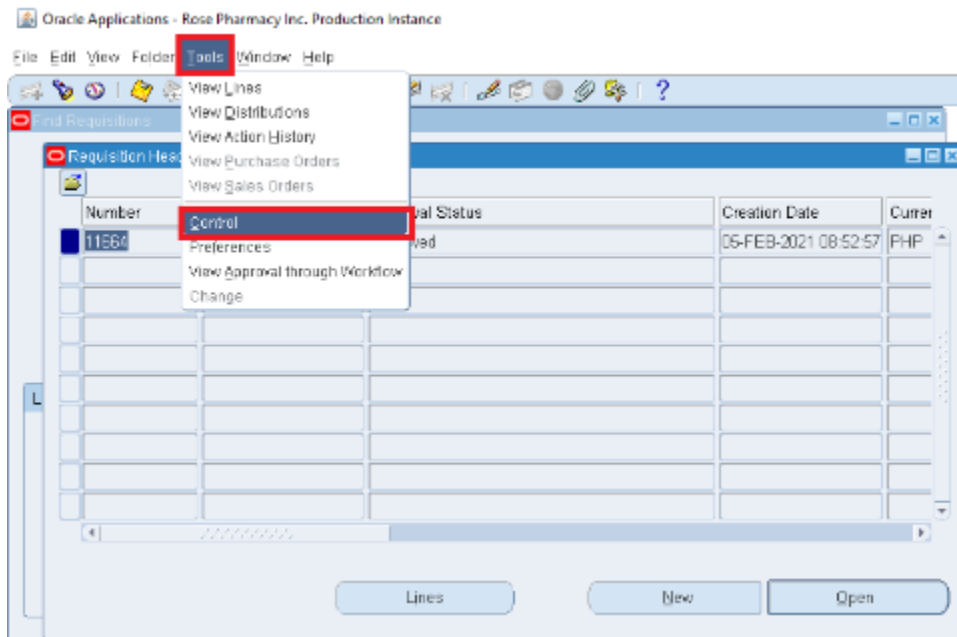 Oracle Applications - Rose Pharmacy Inc. Production Instance
File Edit View Folder Tools Window Help
View Lines
View Distributions
Find Requisitions
View Action History
Requisition Head
View Purchase Orders
View Sales Orders
Number
Control
val Status
Creation Date
Curren
11664
Preferences
ved
05-FEB-2021 08:52:57
PHP
View Approval through Workflow
Change
L
Lines
New
Open